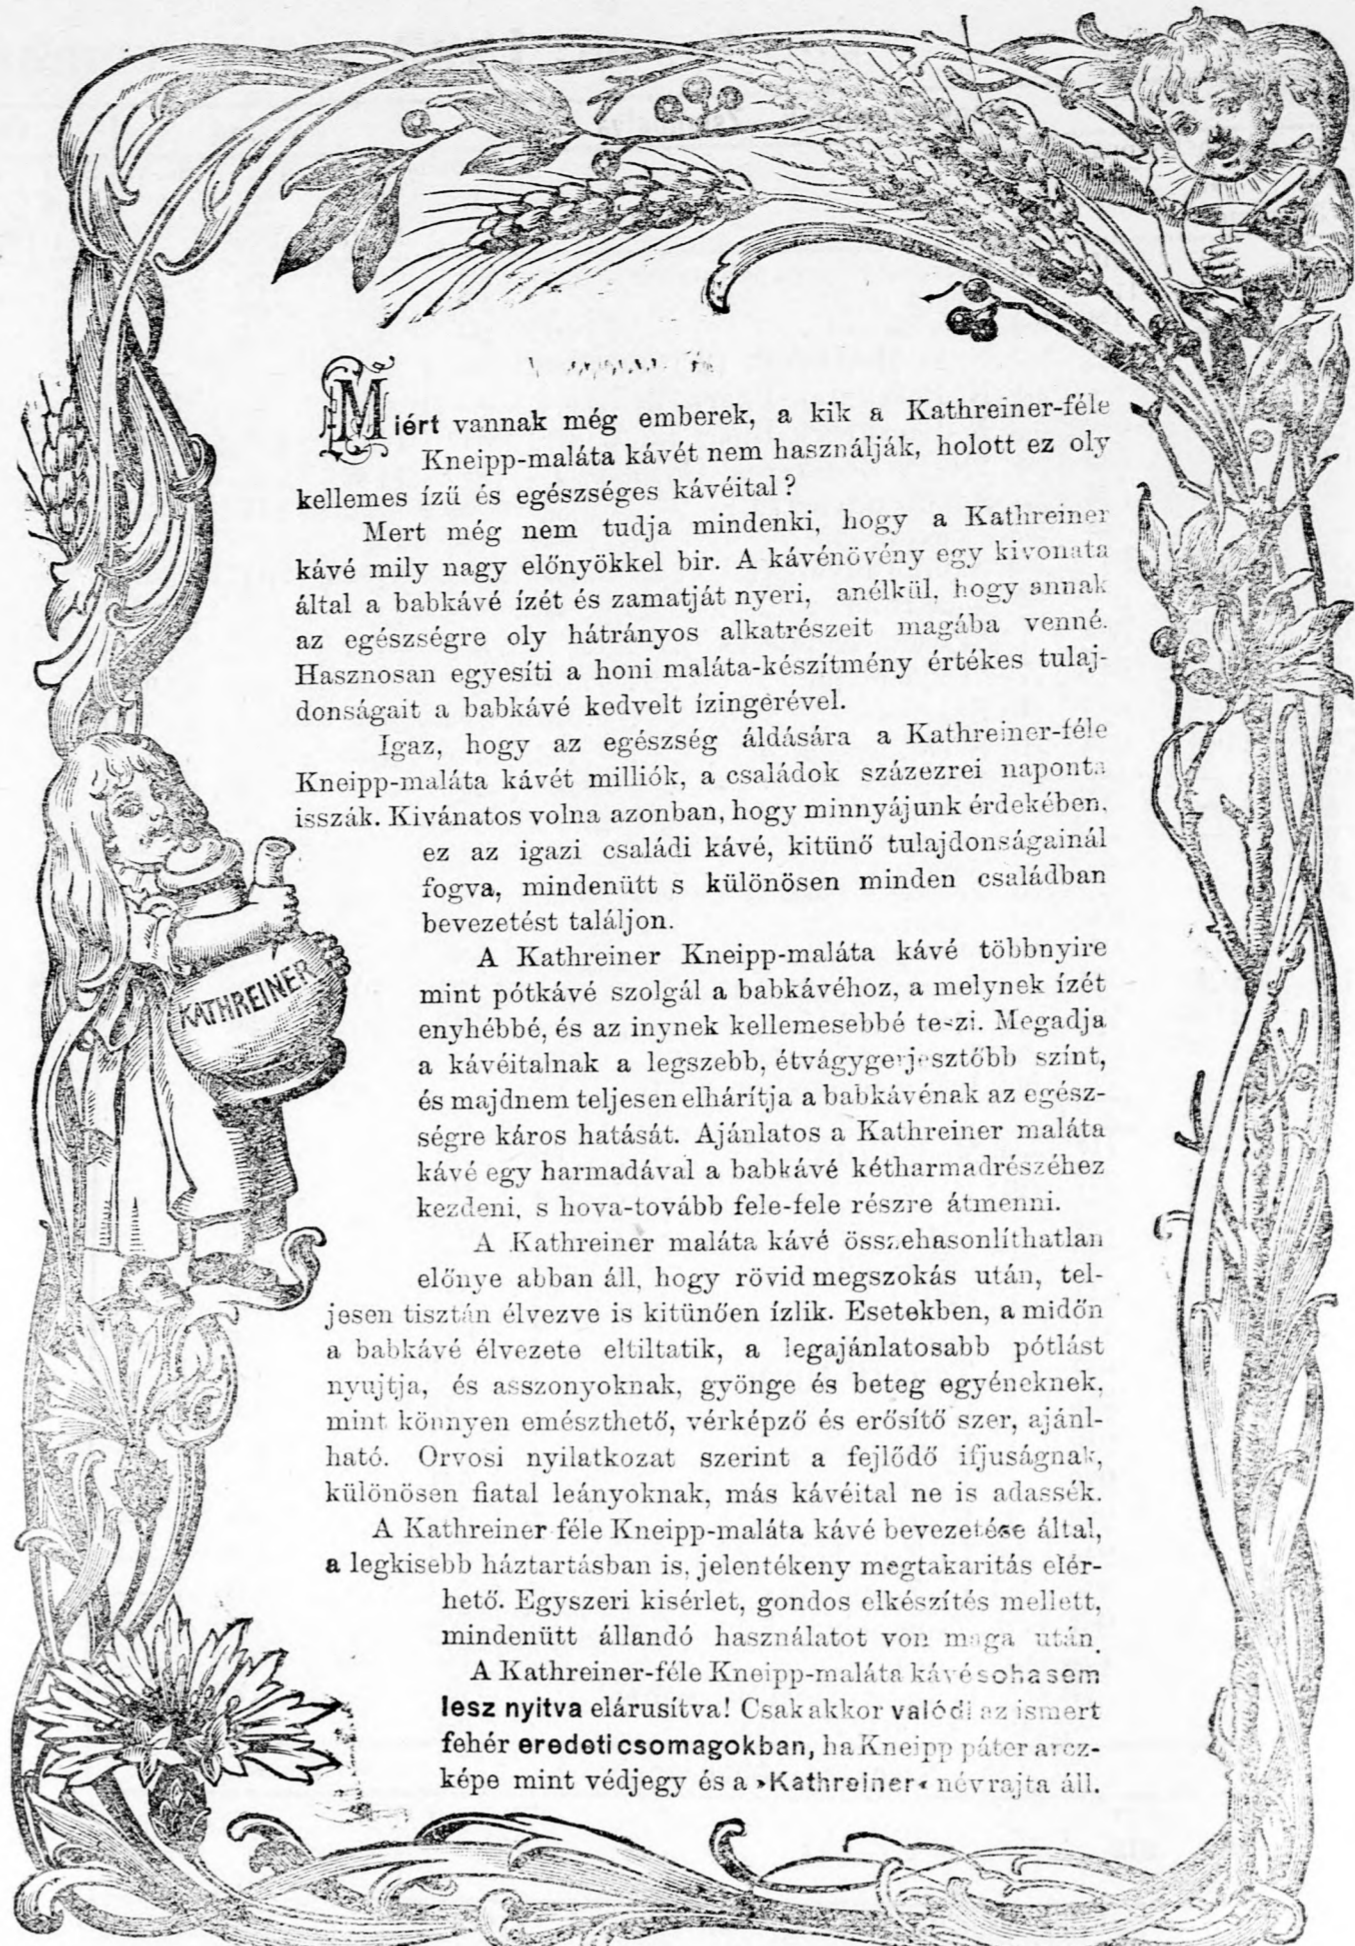 Miért vannak még emberek, a kik a Kathreiner-féle
Kneipp-maláta kávét nem használják, holott ez oly
kellemes ízü és egészséges kávéital?
Mert még nem tudja mindenki, hogy a Kathreiner
kávé mily nagy előnyökkel bir. A kávénövény egy kivonata
által a babkávé ízét és zamatját nyeri, anélkül, hogy annak
az egészségre oly hátrányos alkatrészeit magába venné.
Hasznosan egyesíti a honi maláta-készítmény értékes tulaj-
donságait a babkávé kedvelt ízingerével.
Igaz, hogy az egészség áldására a Kathreiner-féle
Kneipp-maláta kávét milliók, a családok százezrei naponta
isszák. Kivánatos volna azonban, hogy minnyájunk érdekében,
ez az igazi családi kávé, kitünő tulajdonságainál
fogva, mindenütt s különösen minden családban
bevezetést találjon.
KATHREINER
A Kathreiner Kneipp-maláta kávé többnyire
mint pótkávé szolgál a babkávéhoz, a melynek ízét
enyhébbé, és az inynek kellemesebbé teszi. Megadja
a kávéitalnak a legszebb, étvágygerjesztőbb színt,
és majdnem teljesen elhárítja a babkávénak az egész-
ségre káros hatását. Ajánlatos a Kathreiner maláta
kávé egy harmadával a babkávé kétharmadrészéhez
kezdeni, s hova-tovább fele-fele részre átmenni.
A Kathreiner maláta kávé összehasonlíthatlan
előnye abban áll, hogy rövid megszokás után, tel-
jesen tisztán élvezve is kitünően ízlik. Esetekben, a midőn
a babkávé élvezete eltiltatik, a legajánlatosabb pótlást
nyujtja, és asszonyoknak, gyönge és beteg egyéneknek,
mint könnyen emészthető, vérképző és erősítő szer, ajánl-
ható. Orvosi nyilatkozat szerint a fejlődő ifjuságnak,
különösen fiatal leányoknak, más kávéital ne is adassék.
A Kathreiner féle Kneipp-maláta kávé bevezetése által,
a legkisebb háztartásban is, jelentékeny megtakaritás elér-
hető. Egyszeri kisérlet, gondos elkészítés mellett,
mindenütt állandó használatot von maga után.
A Kathreiner-féle Kneipp-maláta kávé sohasem
lesz nyitva elárusítva! Csak akkor valódi az ismert
fehér eredeti csomagokban, ha Kneipp páter arcz-
képe mint védjegy és a »Kathreiner« név rajta áll.